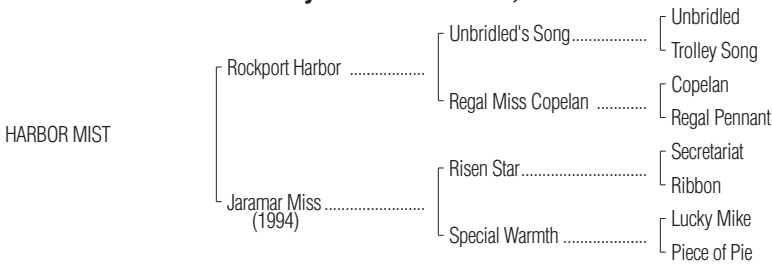 Unbridled
Unbridled's Song..................
Trolley Song
Rockport Harbor ..................
Copelan
Regal Miss Copelan ............
Regal Pennant
HARBOR MIST
Secretariat
Risen Star.......................
Ribbon
Jaramar Miss ........................
(1994)
Lucky Mike
Special Warmth ....................
Piece of Pie